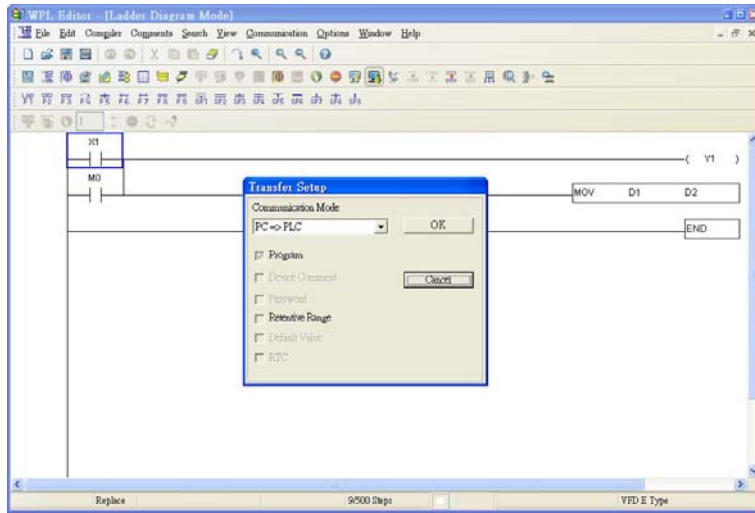 WPL Editor - [Ladder Diagram Mode]
File Edit Compiler Comments Search View Communication Options Window Help
1
X1
Y1
M0
MOV D1 D2
END
Transfer Setup
Communication Mode
PC => PLC
OK
Program
Device Comment
Cancel
Password
Retentive Range
Default Value
RTC
Replace
9/500 Steps
VFD E Type